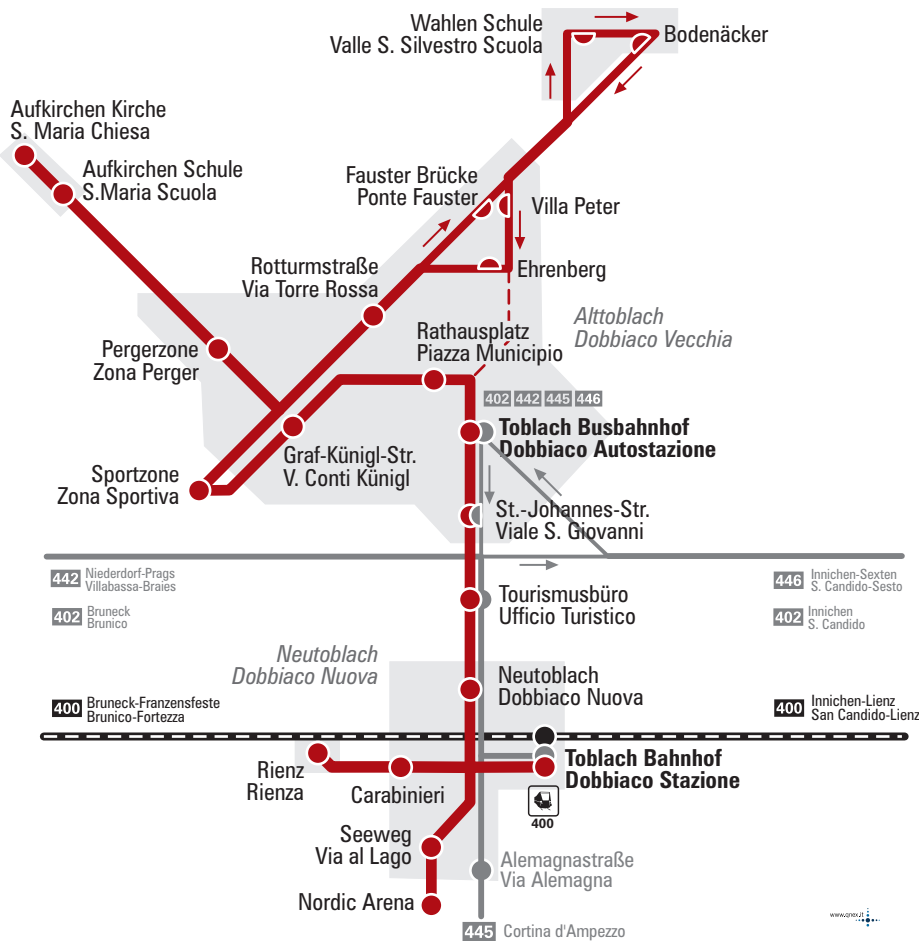 Wahlen Schule
Valle S. Silvestro Scuola
Bodenäcker
Aufkirchen Kirche
S. Maria Chiesa
Aufkirchen Schule
S.Maria Scuola
Fauster Brücke
Ponte Fauster
Villa Peter
Rotturmstraße
Via Torre Rossa
Ehrenberg
Alttoblach
Dobbiaco Vecchia
Rathausplatz
Piazza Municipio
Pergerzone
Zona Perger
402 442 445 446
Toblach Busbahnhof
Dobbiaco Autostazione
Graf-Künigl-Str.
V. Conti Künigl
Sportzone
Zona Sportiva
St.-Johannes-Str.
Viale S. Giovanni
442 Niederdorf-Prags
Villabassa-Braies
446 Innichen-Sexten
S. Candido-Sesto
402 Bruneck
Brunico
402 Innichen
S. Candido
Tourismusbüro
Ufficio Turistico
Neutoblach
Dobbiaco Nuova
Neutoblach
Dobbiaco Nuova
400 Bruneck-Franzensfeste
Brunico-Fortezza
400 Innichen-Lienz
San Candido-Lienz
Toblach Bahnhof
Dobbiaco Stazione
Rienz
Rienza
Carabinieri
400
Seeweg
Via al Lago
Alemagnastraße
Via Alemagna
Nordic Arena
445 Cortina d'Ampezzo
www.qnex.it